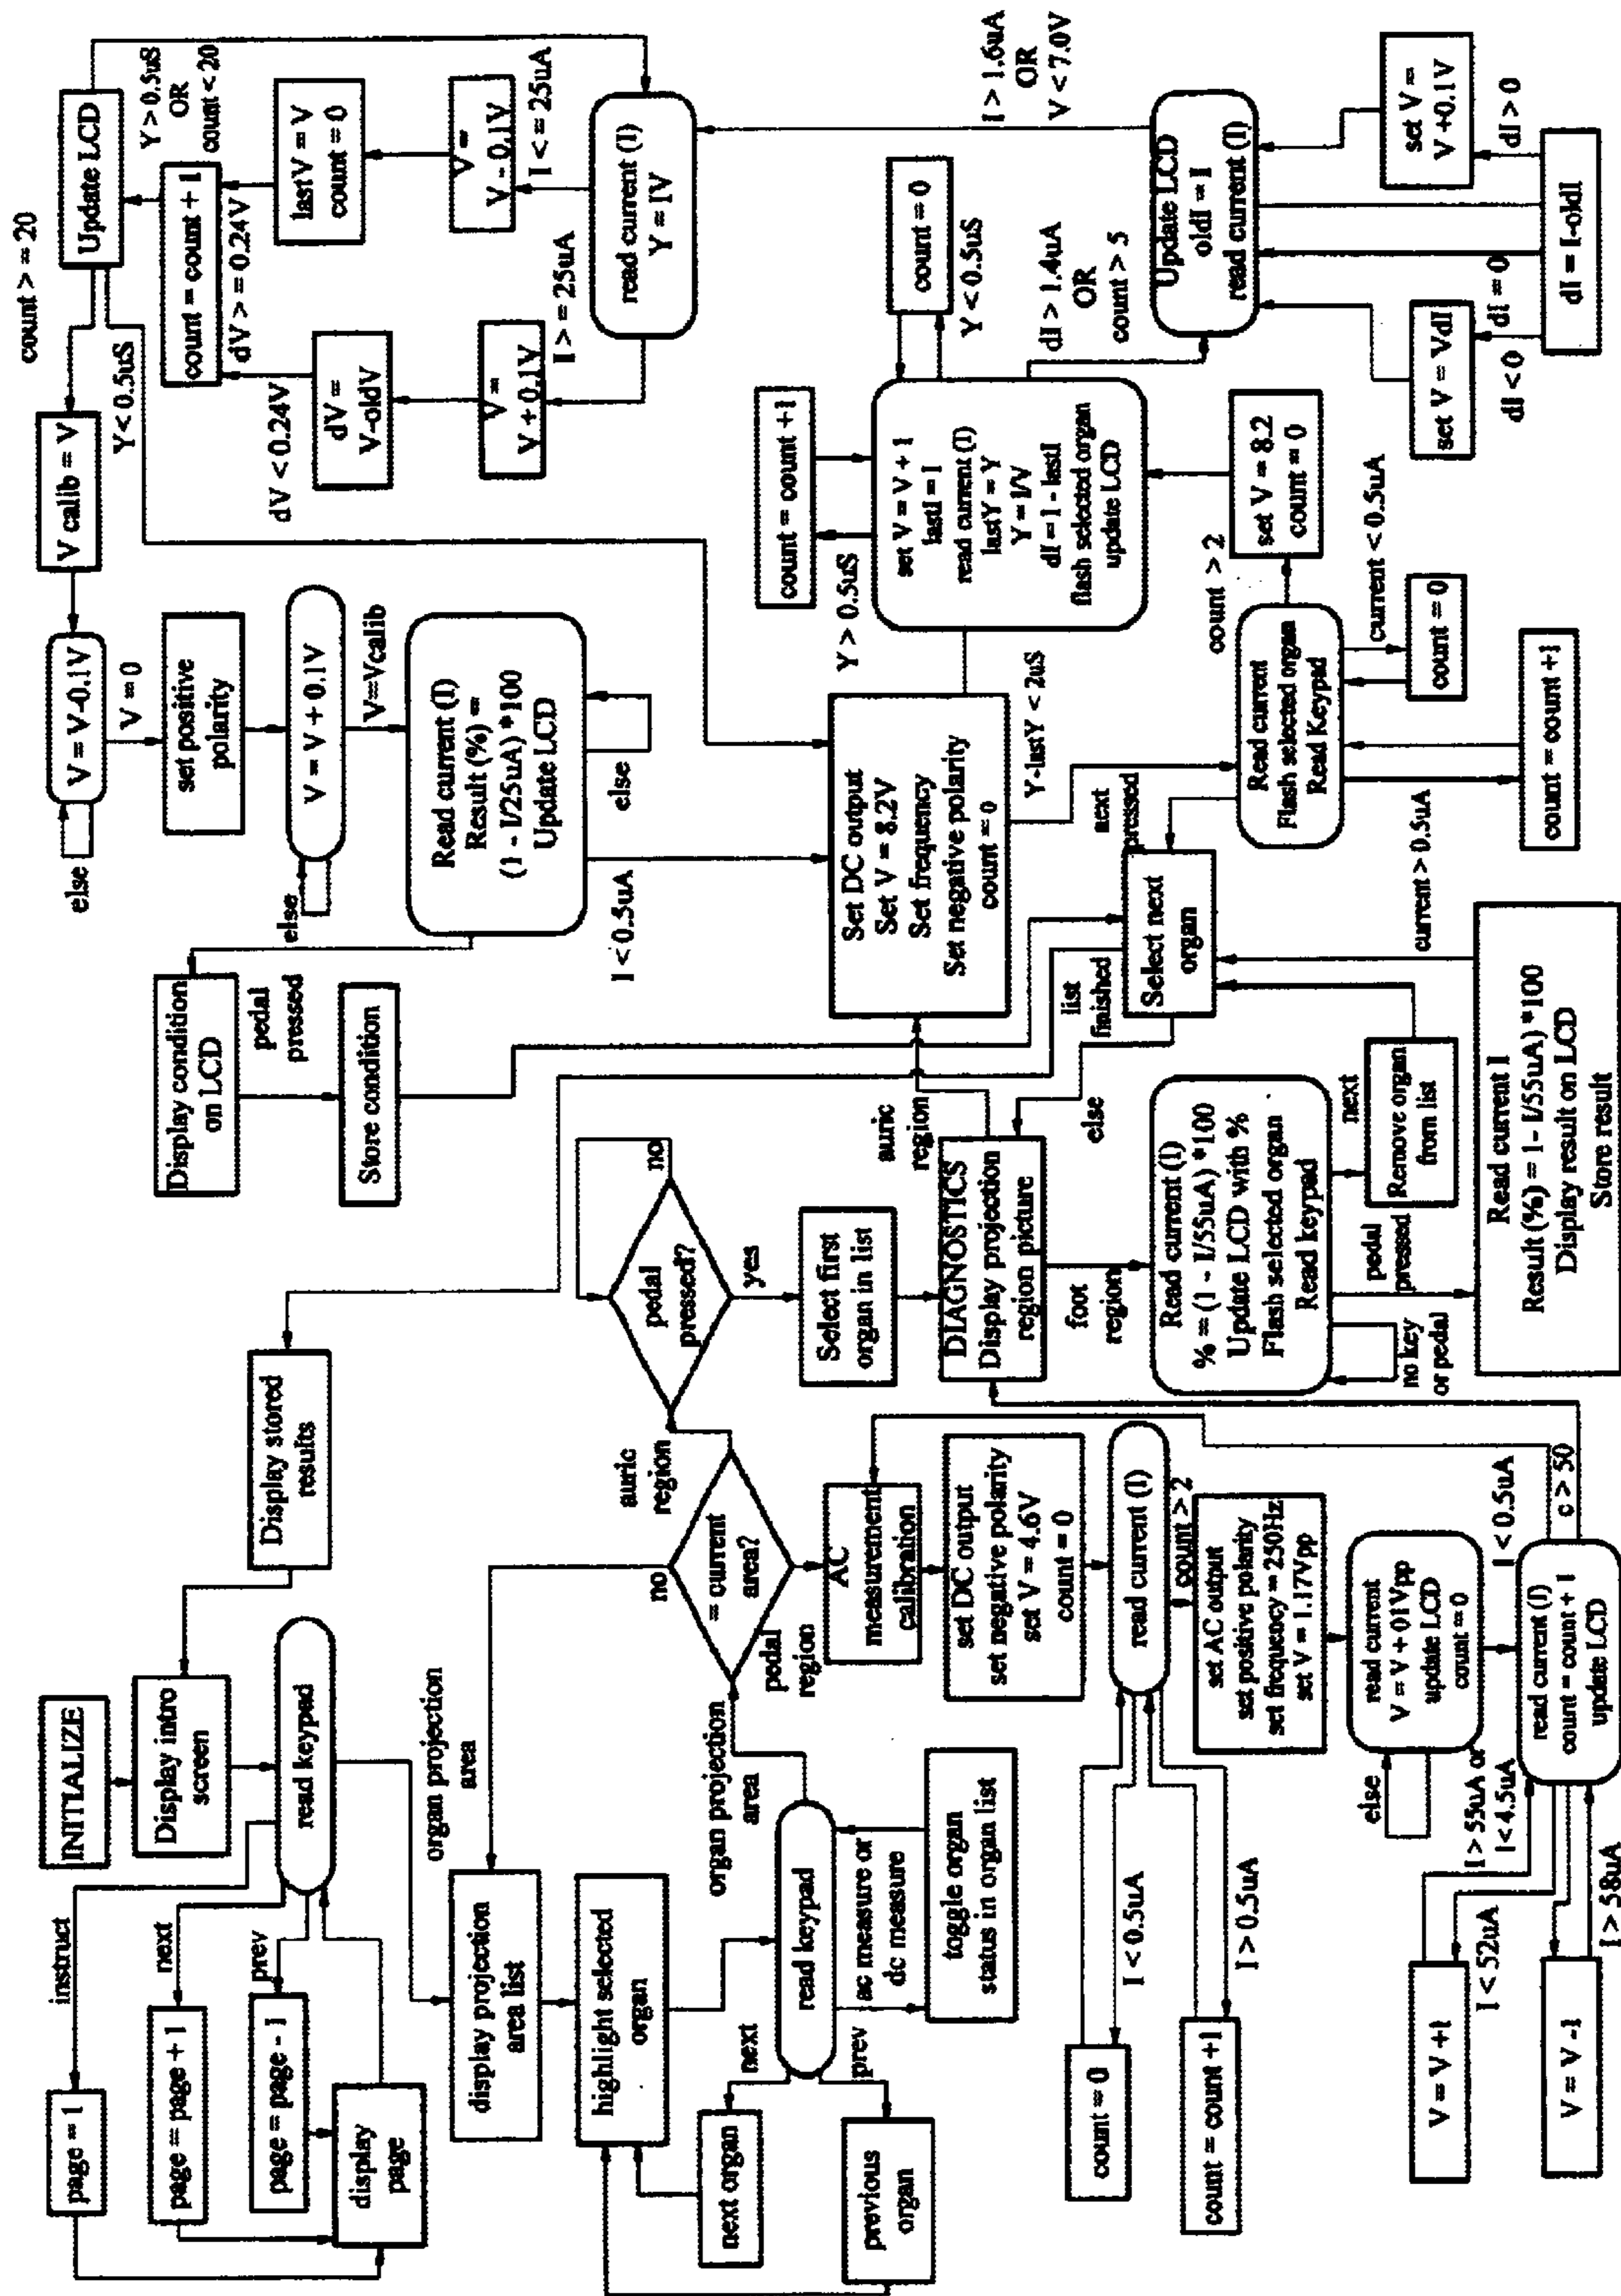 INITIALIZE
Display intro
screen
read keypad
instruct
page = 1
next
page = page + 1
prev
page = page - 1
display
page
Display stored
results
organ projection
area
display projection
area list
highlight selected
organ
read keypad
next
next organ
prev
previous
organ
ac measure or
dc measure
toggle organ
status in organ list
organ projection
area
= current
area?
no
auric
region
pedal
region
pedal
pressed?
no
yes
Select first
organ in list
AC
measurement
calibration
set DC output
set negative polarity
set V = 4.6V
count = 0
read current (I)
I < 0.5uA
count = 0
I > 0.5uA
count = count +1
count > 2
set AC output
set positive polarity
set frequency = 250Hz
set V = 1.17Vpp
read current
V = V + 01Vpp
update LCD
count = 0
else
I > 55uA or
I < 4.5uA
read current (I)
count = count + 1
update LCD
I < 0.5uA
c > 50
I < 52uA
V = V +1
I > 58uA
V = V -1
DIAGNOSTICS
Display projection
region picture
auric
region
foot
region
else
Read current (I)
% = (1 - I/55uA) *100
Update LCD with %
Flash selected organ
Read keypad
no key
or pedal
pedal
pressed
next
Remove organ
from list
Read current I
Result (%) = 1 - I/55uA) *100
Display result on LCD
Store result
Select next
organ
list
finished
next
pressed
Display condition
on LCD
pedal
pressed
Store condition
V = V-0.1V
else
V = 0
set positive
polarity
V = V + 0.1V
else
V=Vcalib
Read current (I)
Result (%) =
(1 - I/25uA) *100
Update LCD
else
I < 0.5uA
Set DC output
Set V = 8.2V
Set frequency
Set negative polarity
count = 0
Y-lastY < 2uS
Read current
Flash selected organ
Read Keypad
current > 0.5uA
count = count +1
current < 0.5uA
count = 0
count > 2
set V = 8.2
count = 0
set V = V + 1
lastI = I
read current (I)
lastY = Y
Y = I/V
dI = I - lastI
flash selected organ
update LCD
Y > 0.5uS
count = count +1
Y < 0.5uS
count = 0
dI > 1.4uA
OR
count > 5
Update LCD
oldI = I
read current (I)
dI = I-oldI
dI < 0
set V = VdI
dI = 0
dI > 0
set V =
V +0.1V
I > 1.6uA
OR
V < 7.0V
read current (I)
Y = IV
I > = 25uA
V =
V + 0.1V
dV =
V-oldV
dV < 0.24V
I < = 25uA
V =
V - 0.1V
lastV = V
count = 0
dV > = 0.24V
count = count + 1
Update LCD
Y > 0.5uS
OR
count < 20
count > = 20
Y < 0.5uS
V calib = V